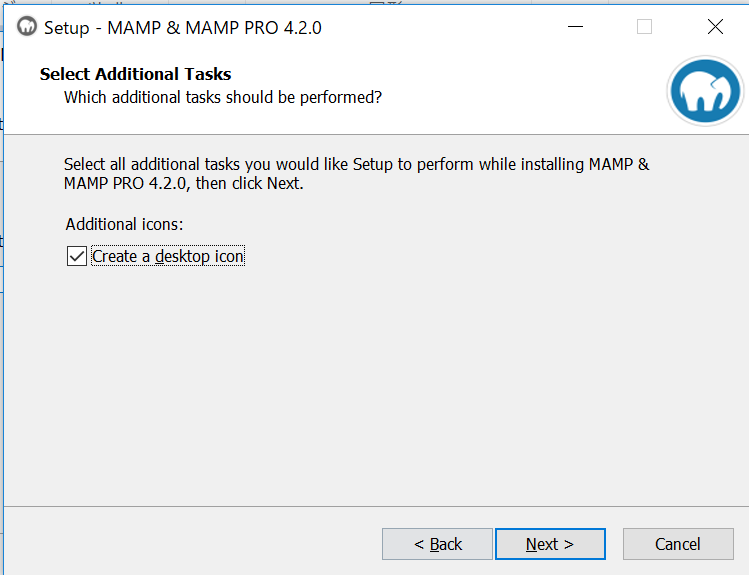 Setup - MAMP & MAMP PRO 4.2.0
Select Additional Tasks
Which additional tasks should be performed?
Select all additional tasks you would like Setup to perform while installing MAMP &
MAMP PRO 4.2.0, then click Next.
Additional icons:
Create a desktop icon
< Back
Next >
Cancel